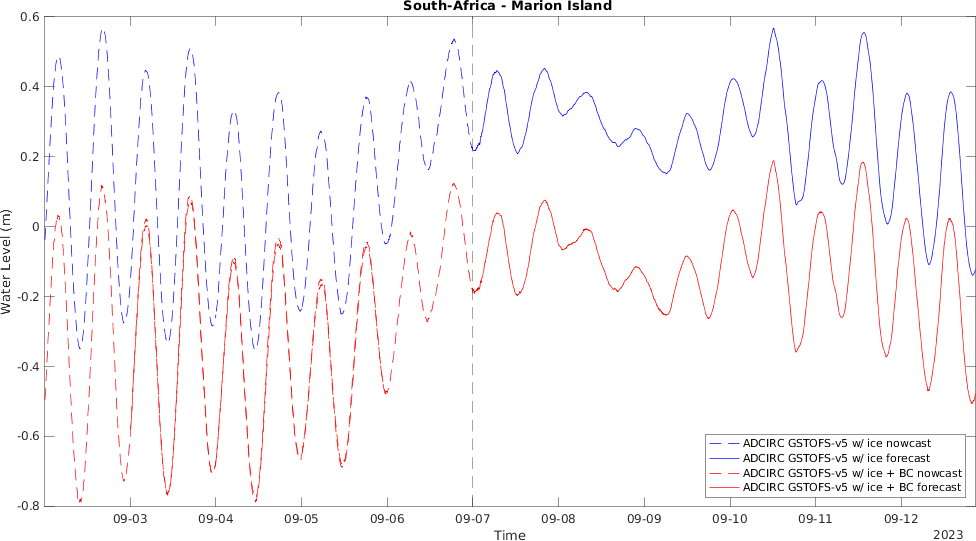 South-Africa - Marion Island
Water Level (m)
0.6
0.4
0.2
0
-0.2
-0.4
-0.6
-0.8
09-03
09-04
09-05
09-06
09-07
09-08
09-09
09-10
09-11
09-12
Time
2023
ADCIRC GSTOFS-v5 w/ ice nowcast
ADCIRC GSTOFS-v5 w/ ice forecast
ADCIRC GSTOFS-v5 w/ ice + BC nowcast
ADCIRC GSTOFS-v5 w/ ice + BC forecast